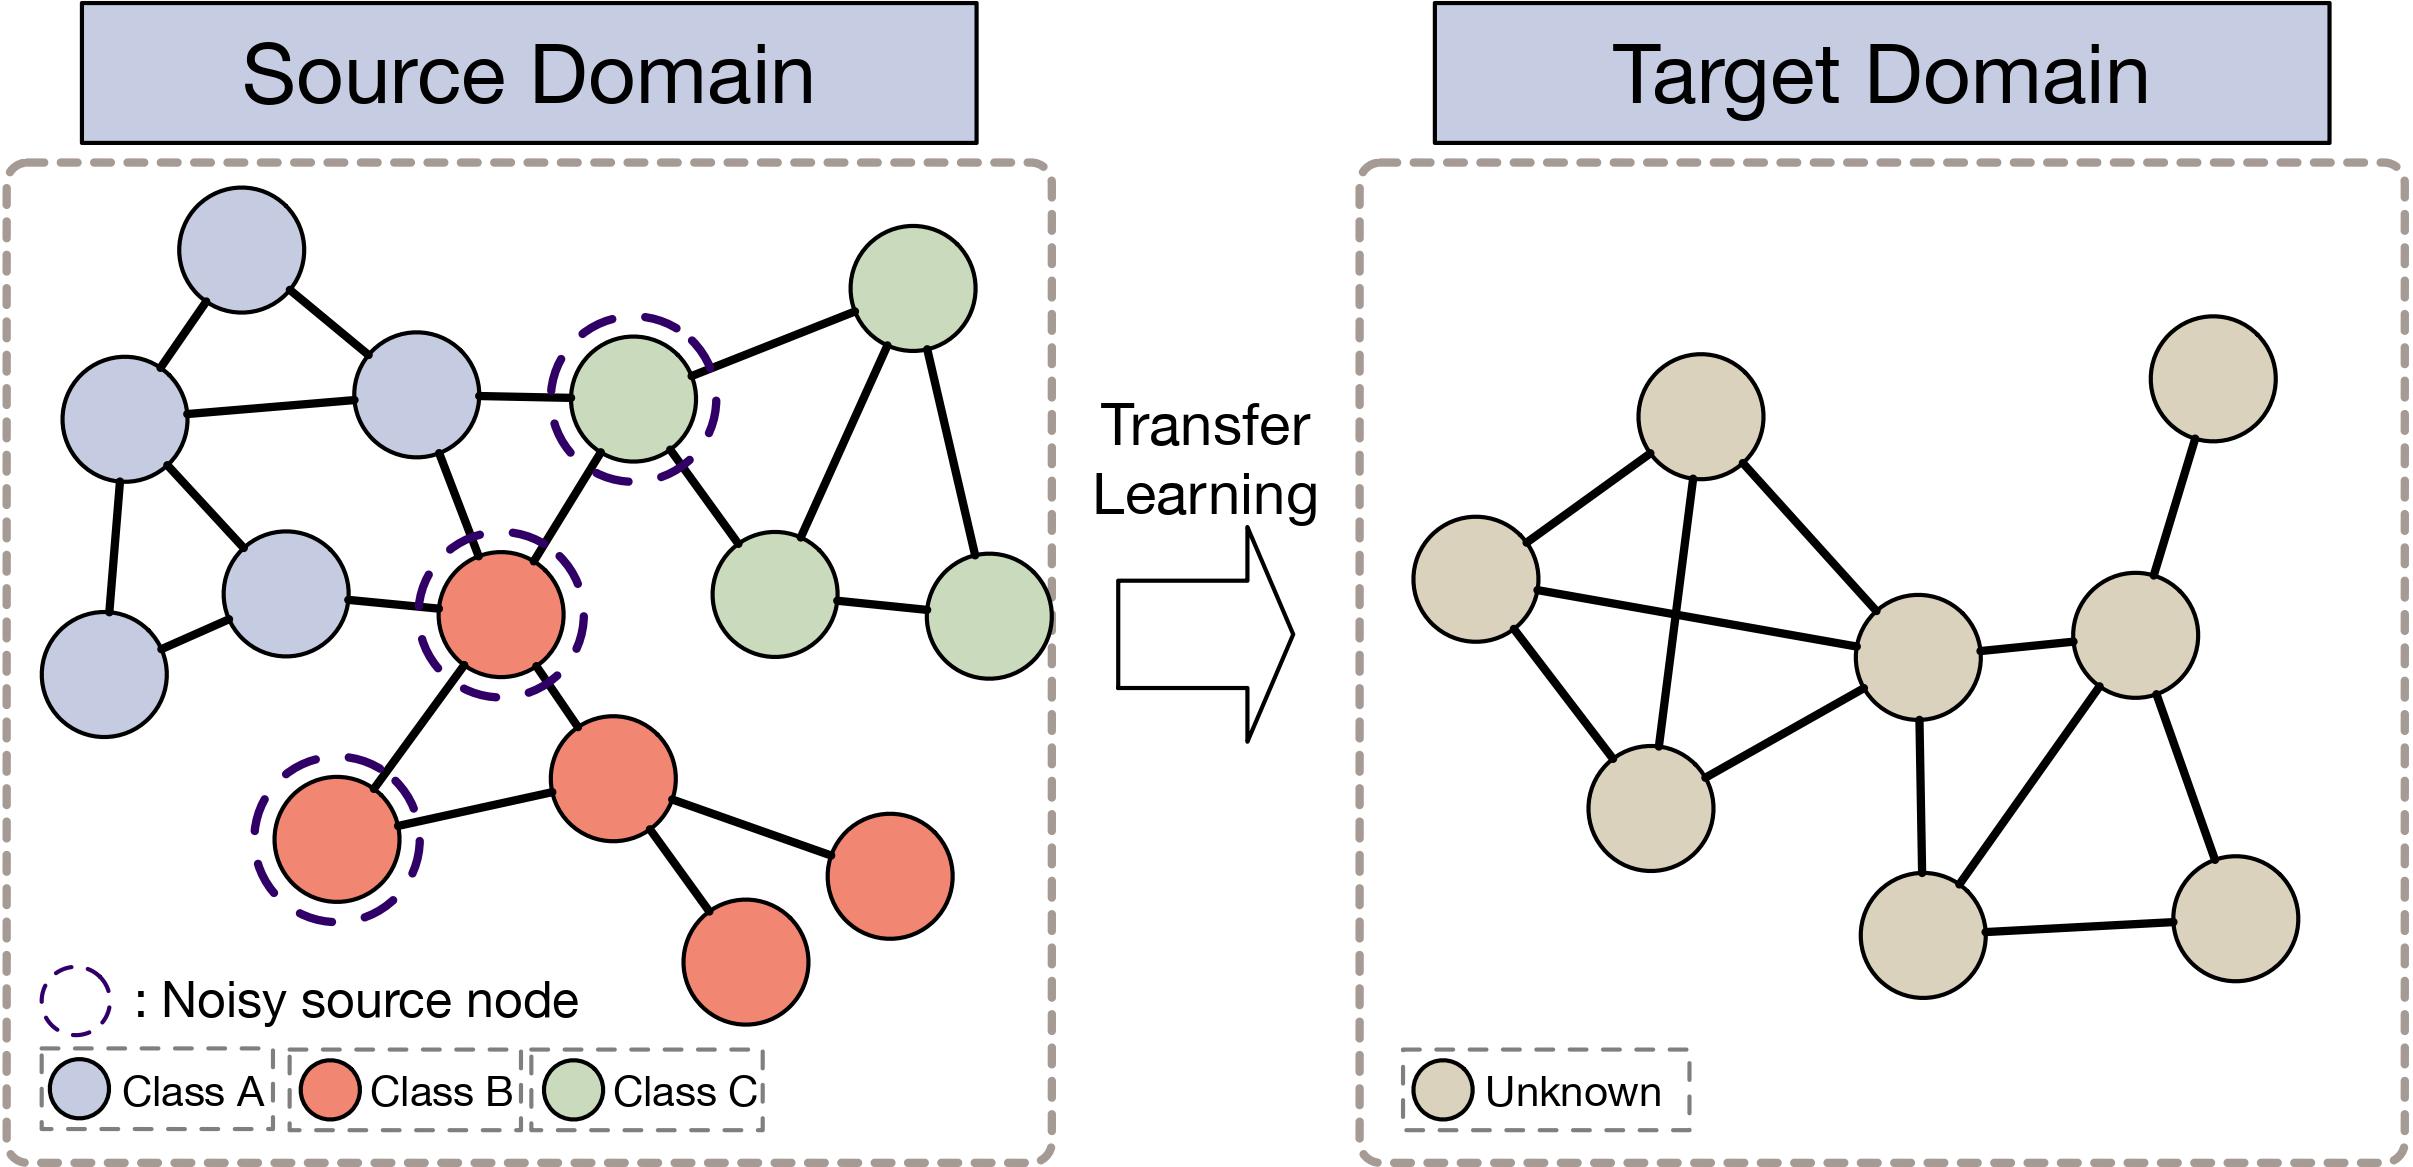 Source Domain
Target Domain
Transfer
Learning
: Noisy source node
Class A
Class B
Class C
Unknown